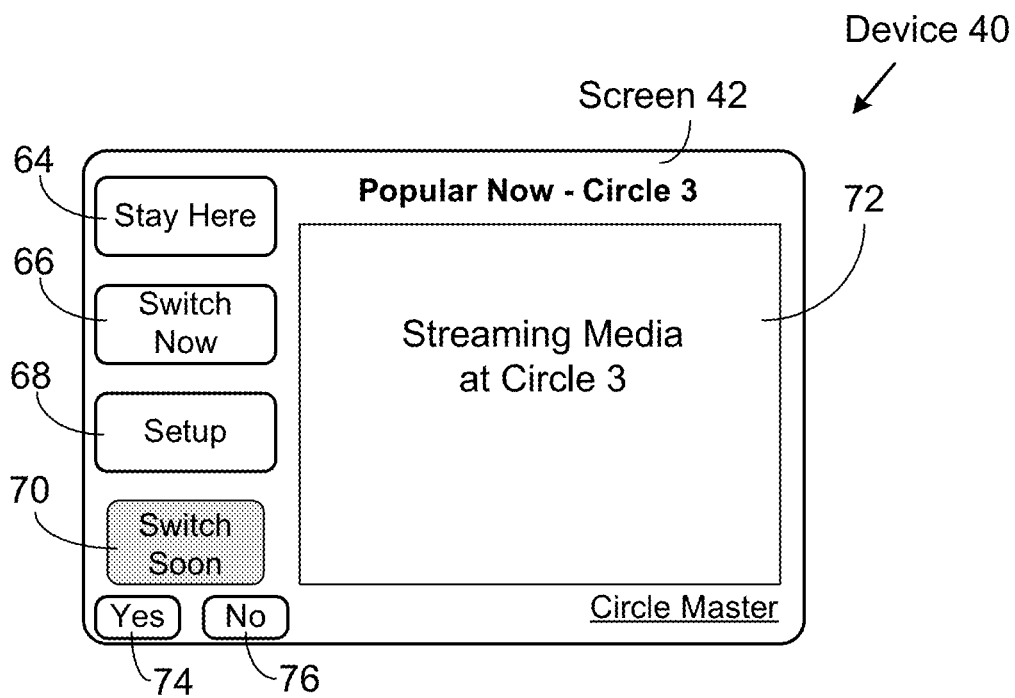 Device 40
Screen 42
64
Stay Here
Popular Now - Circle 3
72
66
Switch
Now
Streaming Media
at Circle 3
68
Setup
70
Switch
Soon
Yes
No
Circle Master
74
76